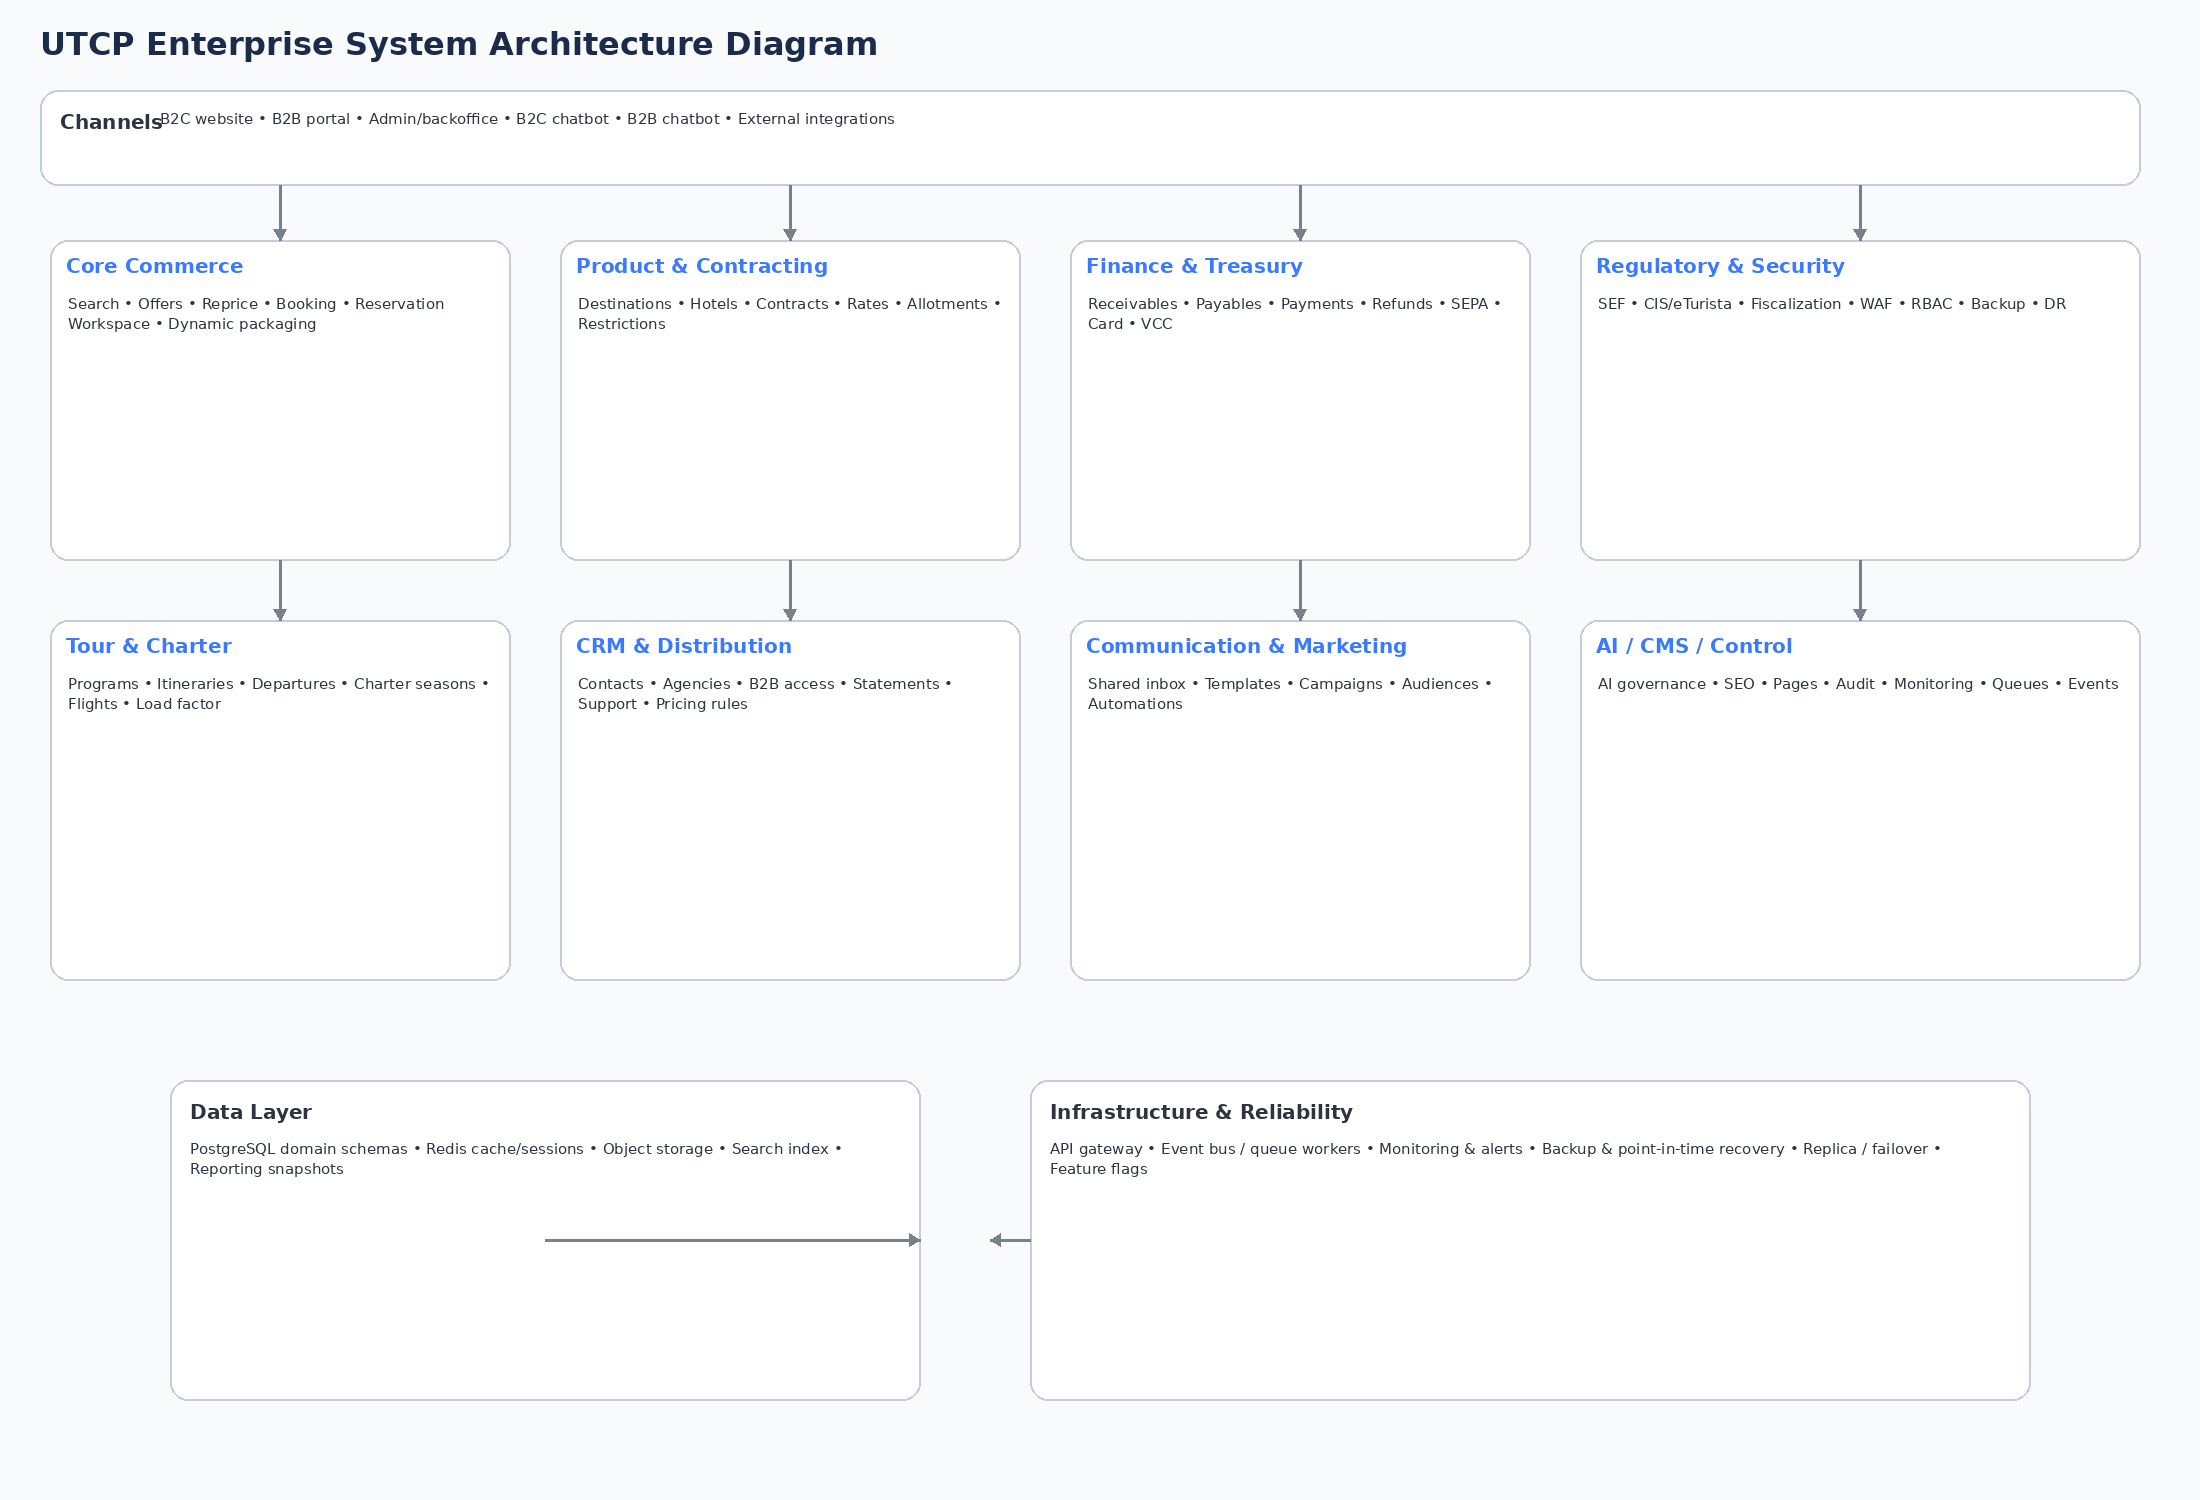 UTCP Enterprise System Architecture Diagram
Channels B2C website • B2B portal • Admin/backoffice • B2C chatbot • B2B chatbot • External integrations
Core Commerce
Search • Offers • Reprice • Booking • Reservation
Workspace • Dynamic packaging
Product & Contracting
Destinations • Hotels • Contracts • Rates • Allotments •
Restrictions
Finance & Treasury
Receivables • Payables • Payments • Refunds • SEPA •
Card • VCC
Regulatory & Security
SEF • CIS/eTurista • Fiscalization • WAF • RBAC • Backup • DR
Tour & Charter
Programs • Itineraries • Departures • Charter seasons •
Flights • Load factor
CRM & Distribution
Contacts • Agencies • B2B access • Statements •
Support • Pricing rules
Communication & Marketing
Shared inbox • Templates • Campaigns • Audiences •
Automations
AI / CMS / Control
AI governance • SEO • Pages • Audit • Monitoring • Queues • Events
Data Layer
PostgreSQL domain schemas • Redis cache/sessions • Object storage • Search index •
Reporting snapshots
Infrastructure & Reliability
API gateway • Event bus / queue workers • Monitoring & alerts • Backup & point-in-time recovery • Replica / failover •
Feature flags